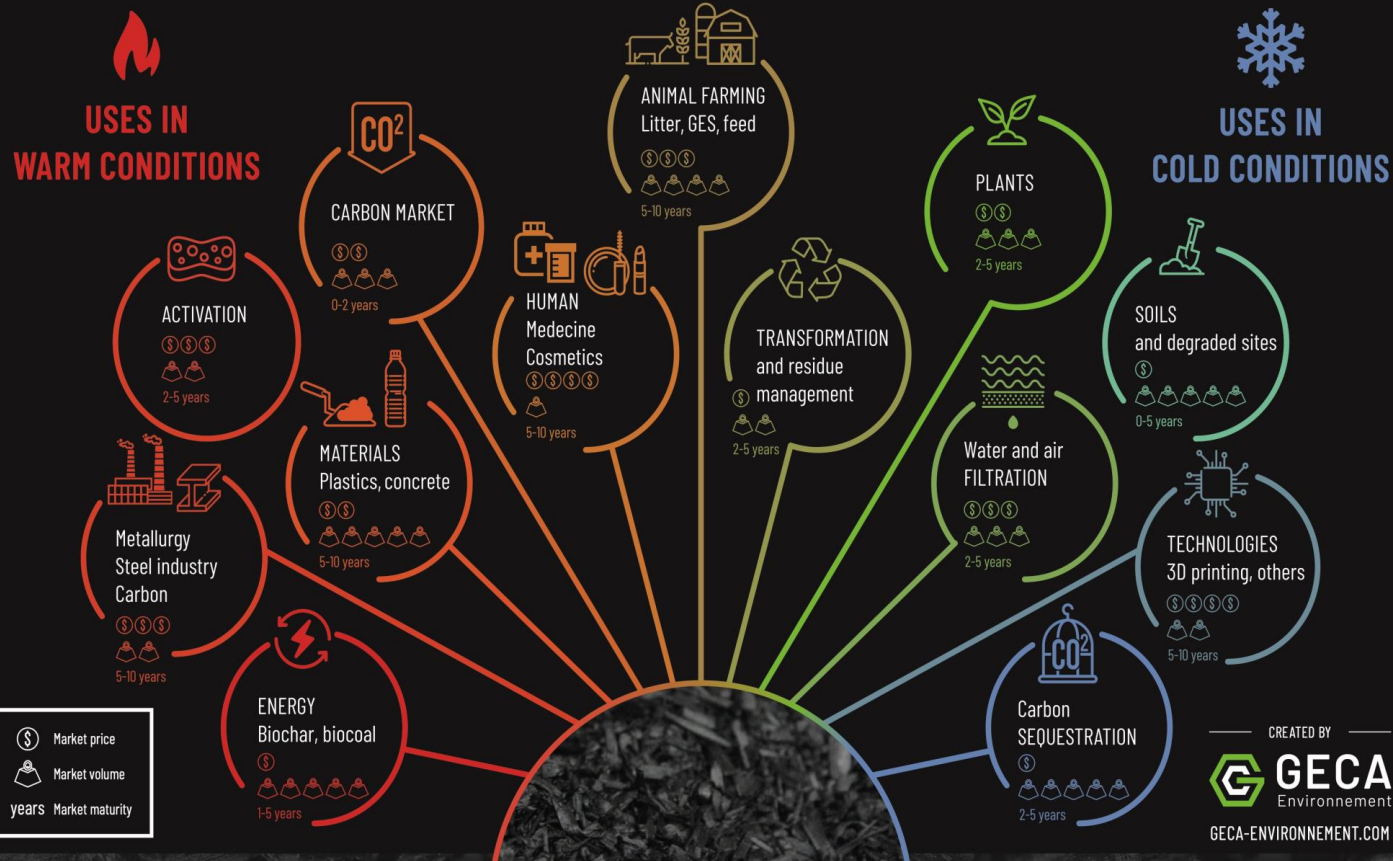 USES IN
WARM CONDITIONS
USES IN
COLD CONDITIONS
ANIMAL FARMING
Litter, GES, feed
$ $ $
5-10 years
CO²
CARBON MARKET
$ $
0-2 years
PLANTS
$ $
2-5 years
ACTIVATION
$ $ $
2-5 years
HUMAN
Medecine
Cosmetics
$ $ $ $
5-10 years
TRANSFORMATION
and residue
$ management
2-5 years
SOILS
and degraded sites
$
0-5 years
MATERIALS
Plastics, concrete
$ $
5-10 years
Water and air
FILTRATION
$ $ $
2-5 years
Metallurgy
Steel industry
Carbon
$ $ $
5-10 years
TECHNOLOGIES
3D printing, others
$ $ $ $
5-10 years
ENERGY
Biochar, biocoal
$
1-5 years
CO²
Carbon
SEQUESTRATION
$
2-5 years
$ Market price
Market volume
years Market maturity
CREATED BY
GECA
Environnement
GECA-ENVIRONNEMENT.COM